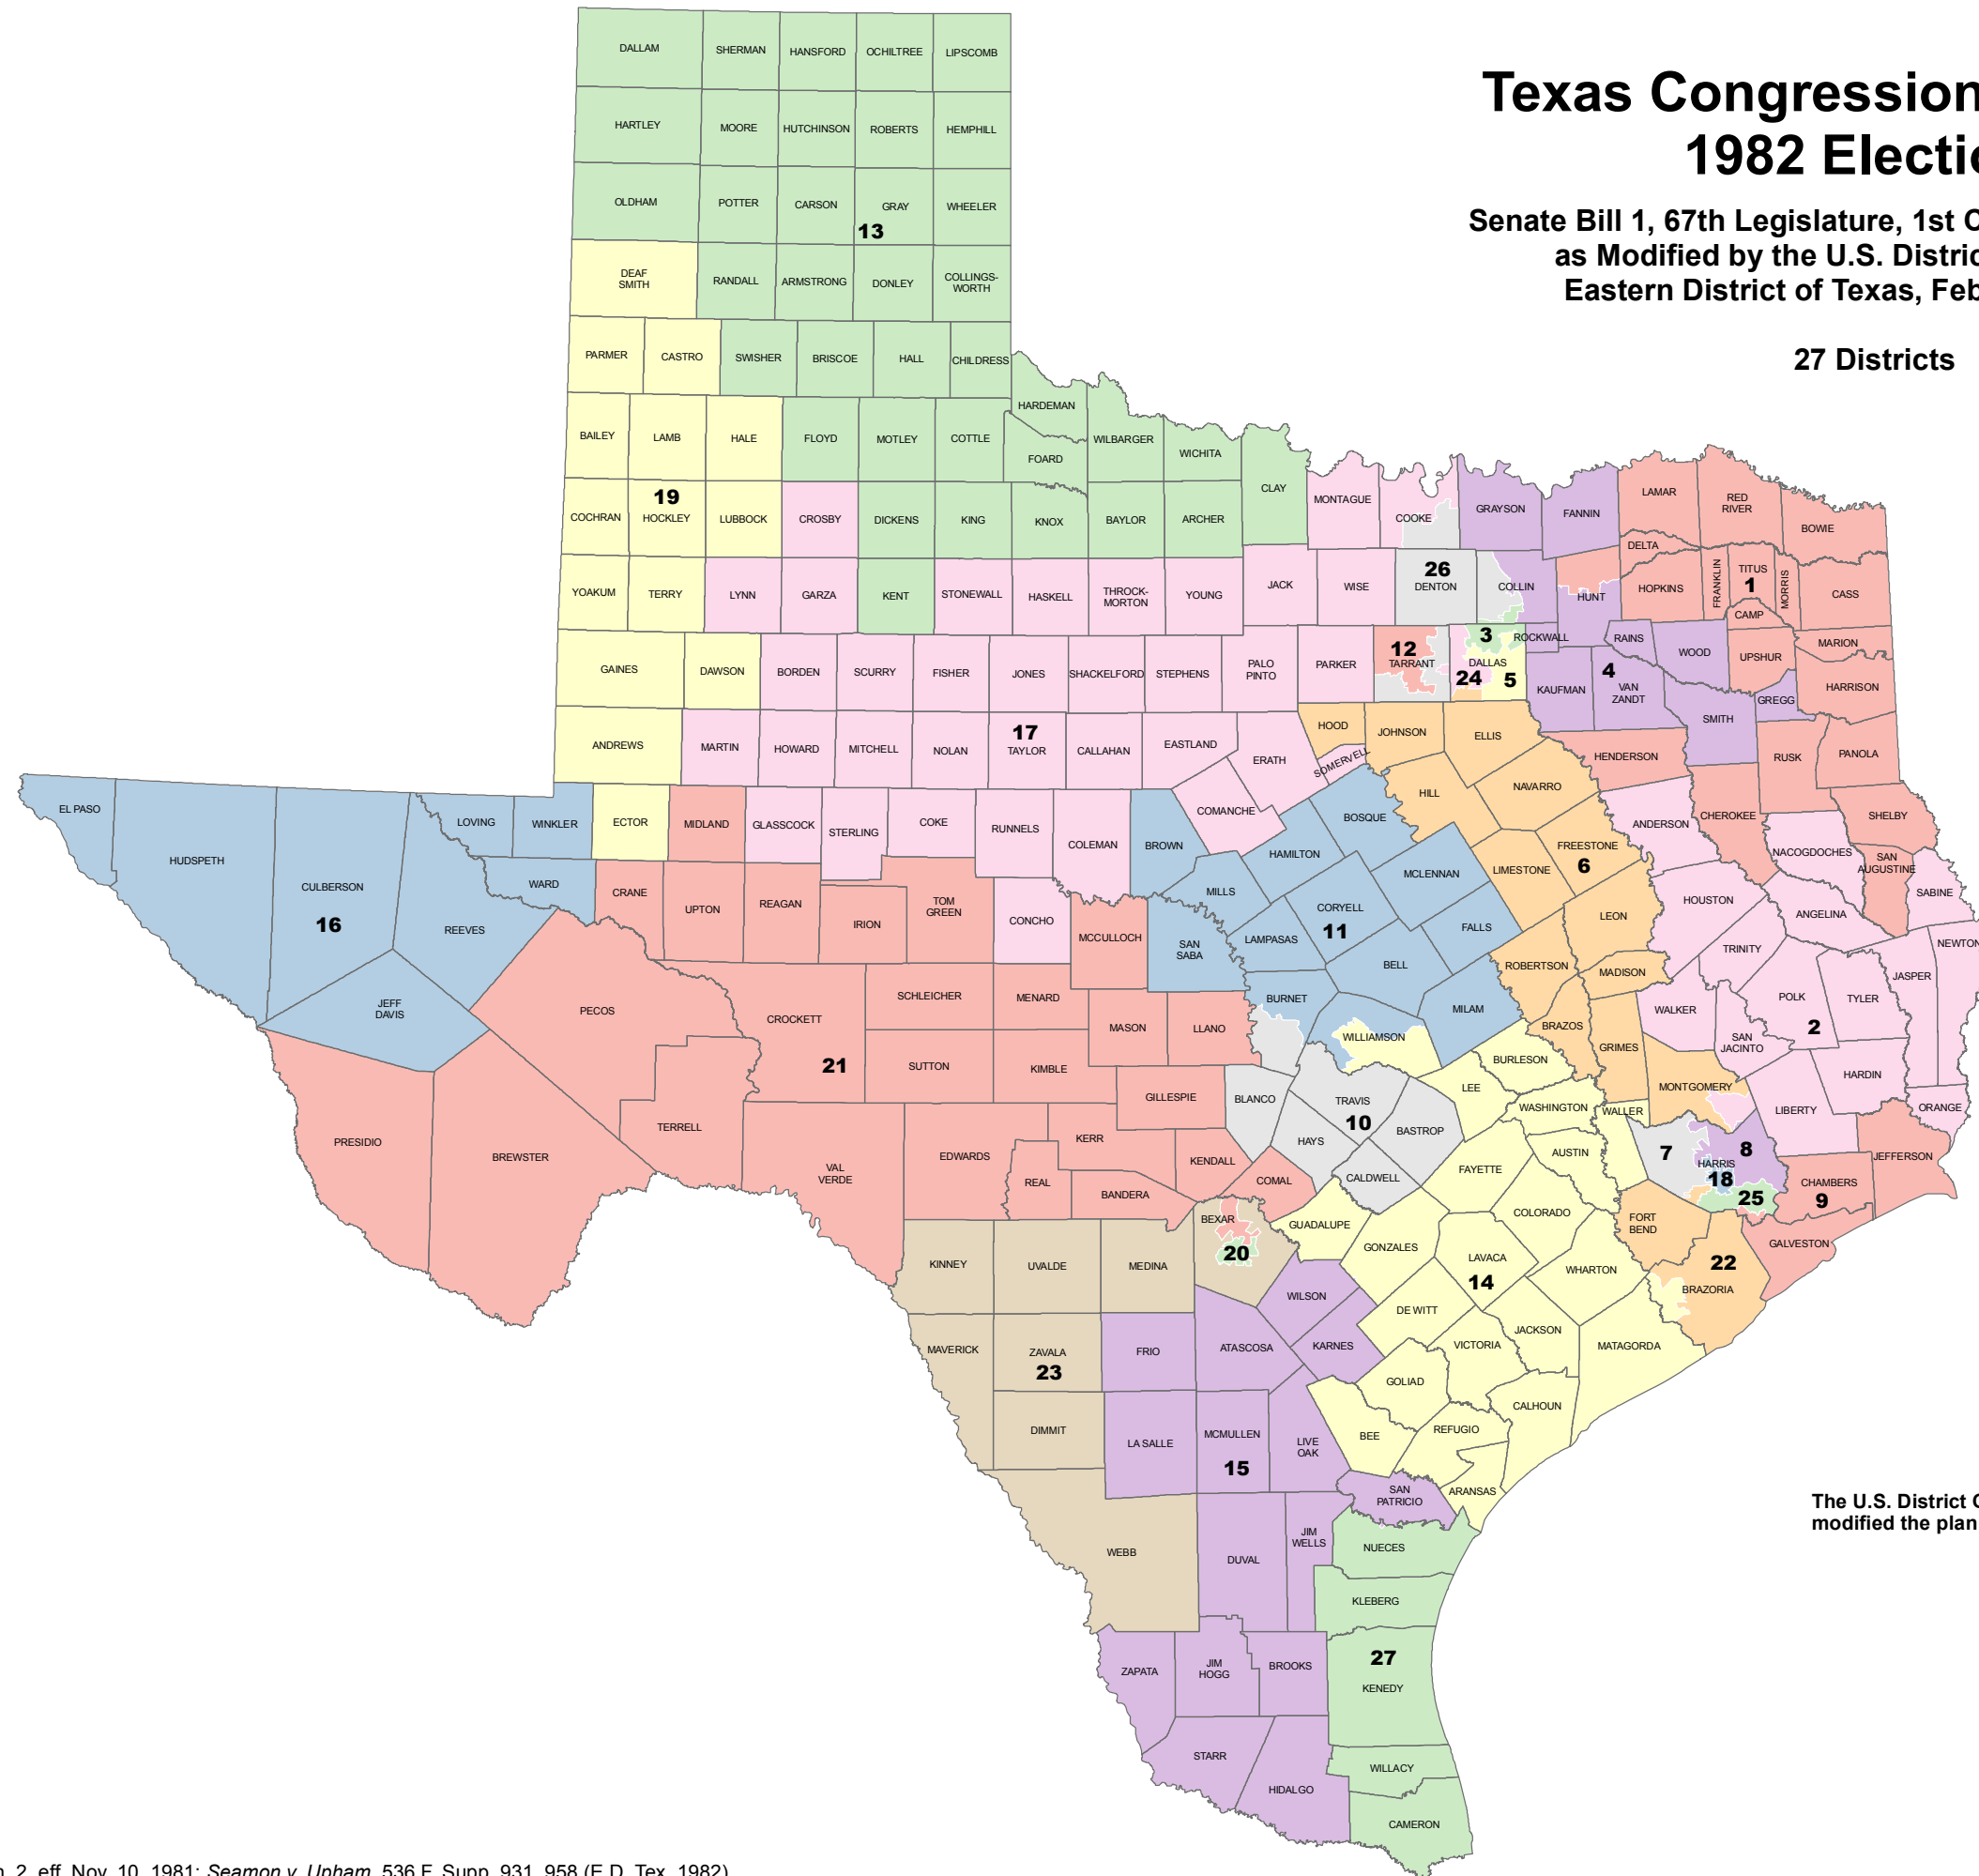 Texas Congression
1982 Electi
Senate Bill 1, 67th Legislature, 1st C
as Modified by the U.S. Distric
Eastern District of Texas, Feb
27 Districts
DALLAM SHERMAN HANSFORD OCHILTREE LIPSCOMB
HARTLEY MOORE HUTCHINSON ROBERTS HEMPHILL
OLDHAM POTTER CARSON GRAY WHEELER
13
DEAF
SMITH RANDALL ARMSTRONG DONLEY COLLINGS-
WORTH
PARMER CASTRO SWISHER BRISCOE HALL CHILDRESS
HARDEMAN
BAILEY LAMB HALE FLOYD MOTLEY COTTLE FOARD WILBARGER WICHITA
CLAY MONTAGUE COOKE GRAYSON FANNIN LAMAR RED
RIVER BOWIE
19
COCHRAN HOCKLEY LUBBOCK CROSBY DICKENS KING KNOX BAYLOR ARCHER
DELTA HOPKINS FRANKLIN TITUS MORRIS CASS
1
CAMP
YOAKUM TERRY LYNN GARZA KENT STONEWALL HASKELL THROCK-
MORTON YOUNG JACK WISE 26
DENTON COLLIN HUNT
GAINES DAWSON BORDEN SCURRY FISHER JONES SHACKELFORD STEPHENS PALO
PINTO PARKER 12
TARRANT 3
DALLAS
24 5
ROCKWALL RAINS WOOD UPSHUR MARION
KAUFMAN 4
VAN
ZANDT SMITH GREGG HARRISON
ANDREWS MARTIN HOWARD MITCHELL NOLAN 17
TAYLOR CALLAHAN EASTLAND ERATH HOOD SOMERVELL JOHNSON ELLIS HENDERSON RUSK PANOLA
EL PASO HUDSPETH CULBERSON LOVING WINKLER ECTOR MIDLAND GLASSCOCK STERLING COKE RUNNELS COLEMAN BROWN COMANCHE BOSQUE HILL NAVARRO ANDERSON CHEROKEE SHELBY
16
REEVES WARD CRANE UPTON REAGAN IRION TOM
GREEN CONCHO MCCULLOCH SAN
SABA MILLS HAMILTON MCLENNAN LIMESTONE FREESTONE
6
NACOGDOCHES SAN
AUGUSTINE SABINE
CORYELL
11
LAMPASAS FALLS LEON HOUSTON ANGELINA TRINITY NEWTON
JEFF
DAVIS PECOS CROCKETT SCHLEICHER MENARD MASON LLANO BURNET BELL MILAM ROBERTSON MADISON WALKER POLK TYLER JASPER
2
21
SUTTON KIMBLE WILLIAMSON BURLESON BRAZOS GRIMES SAN
JACINTO HARDIN
PRESIDIO BREWSTER TERRELL VAL
VERDE EDWARDS KERR GILLESPIE BLANCO TRAVIS
10
LEE WASHINGTON WALLER MONTGOMERY LIBERTY ORANGE
HAYS BASTROP AUSTIN 7 8
HARRIS
18
25
JEFFERSON
REAL BANDERA KENDALL COMAL CALDWELL FAYETTE CHAMBERS
9
BEXAR
20
GUADALUPE GONZALES LAVACA
14
COLORADO FORT
BEND GALVESTON
KINNEY UVALDE MEDINA WILSON DE WITT WHARTON 22
BRAZORIA
MAVERICK ZAVALA
23
FRIO ATASCOSA KARNES VICTORIA JACKSON MATAGORDA
GOLIAD CALHOUN
DIMMIT LA SALLE MCMULLEN
15
LIVE
OAK BEE REFUGIO
SAN
PATRICIO ARANSAS
The U.S. District C
modified the plan
WEBB DUVAL JIM
WELLS NUECES
KLEBERG
ZAPATA JIM
HOGG BROOKS 27
KENEDY
STARR HIDALGO WILLACY
CAMERON
2, eff. Nov. 10, 1981; Seamon v. Upham, 536 F. Supp. 931, 958 (E.D. Tex. 1982)